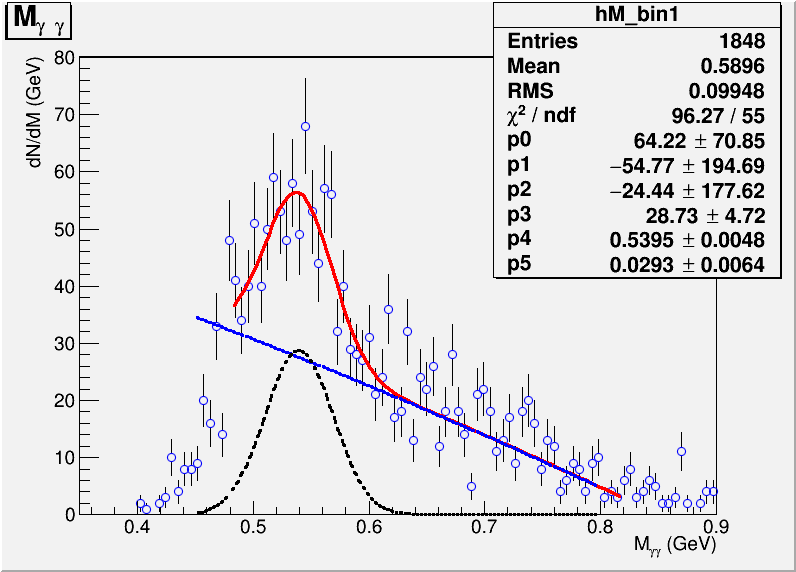 Mγ γ
hM_bin1
Entries 1848
Mean 0.5896
RMS 0.09948
χ² / ndf 96.27 / 55
p0 64.22 ± 70.85
p1 −54.77 ± 194.69
p2 −24.44 ± 177.62
p3 28.73 ± 4.72
p4 0.5395 ± 0.0048
p5 0.0293 ± 0.0064
dN/dM (GeV)
80
70
60
50
40
30
20
10
0
0.4 0.5 0.6 0.7 0.8 0.9
Mγγ (GeV)